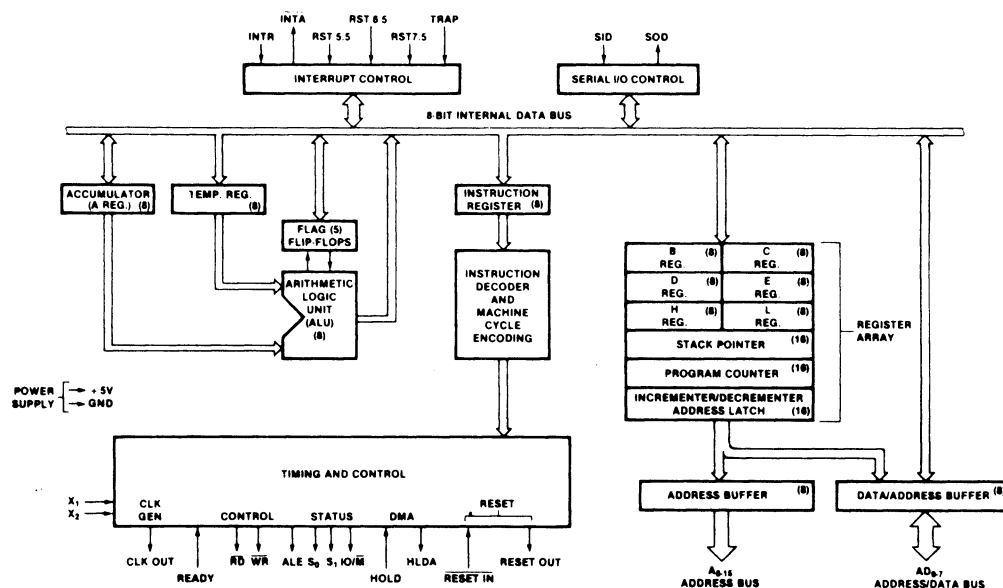 INTR
INTA
RST 5.5
RST 6 5
RST7.5
TRAP
SID
SOD
INTERRUPT CONTROL
SERIAL I/O CONTROL
8-BIT INTERNAL DATA BUS
ACCUMULATOR
(A REG.) (8)
TEMP. REG.
(8)
FLAG (5)
FLIP-FLOPS
ARITHMETIC
LOGIC
UNIT
(ALU)
(8)
INSTRUCTION
REGISTER (8)
INSTRUCTION
DECODER
AND
MACHINE
CYCLE
ENCODING
B (8)
REG.
C (8)
REG.
D (8)
REG.
E (8)
REG.
H (8)
REG.
L (8)
REG.
STACK POINTER (16)
PROGRAM COUNTER (16)
INCREMENTER/DECREMENTER
ADDRESS LATCH (16)
REGISTER
ARRAY
POWER
SUPPLY
+ 5V
GND
TIMING AND CONTROL
X1
X2
CLK
GEN
CONTROL
STATUS
DMA
RESET
CLK OUT
READY
RD
WR
ALE
S0
S1
IO/M
HOLD
HLDA
RESET IN
RESET OUT
ADDRESS BUFFER (8)
DATA/ADDRESS BUFFER (8)
A8-15
ADDRESS BUS
AD0-7
ADDRESS/DATA BUS